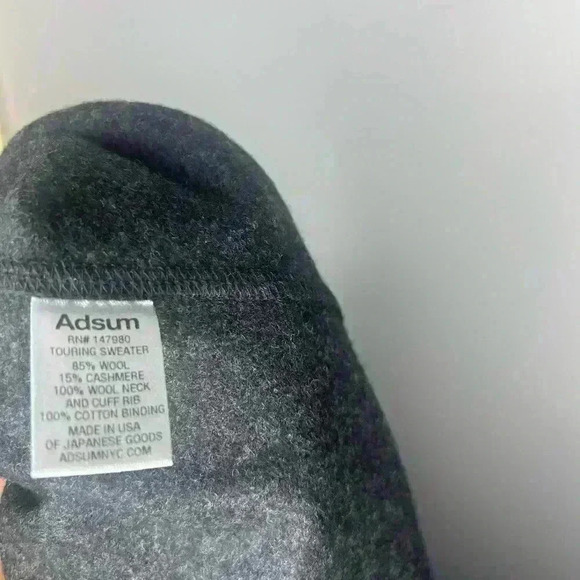 Adsum
RN# 147980
TOURING SWEATER
85% WOOL
15% CASHMERE
100% WOOL NECK
AND CUFF RIB
100% COTTON BINDING
MADE IN USA
OF JAPANESE GOODS
ADSUMNYC.COM